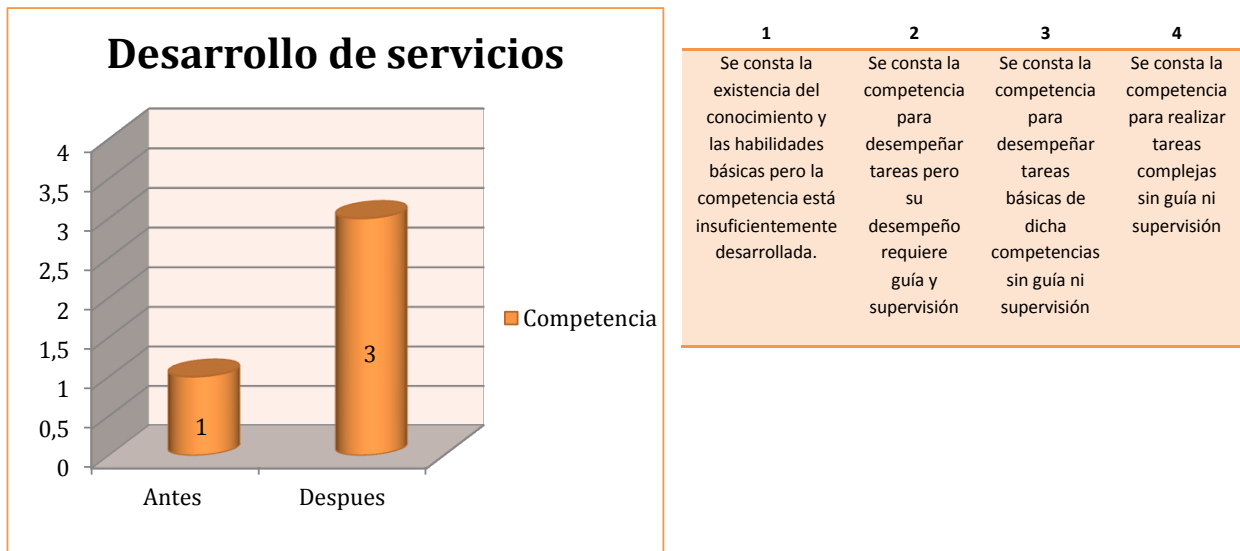 Desarrollo de servicios
4
3,5
3
2,5
2
1,5
1
0,5
0
1
3
Antes
Despues
Competencia
1
Se consta la
existencia del
conocimiento y
las habilidades
básicas pero la
competencia está
insuficientemente
desarrollada.
2
Se consta la
competencia
para
desempeñar
tareas pero
su
desempeño
requiere
guía y
supervisión
3
Se consta la
competencia
para
desempeñar
tareas
básicas de
dicha
competencias
sin guía ni
supervisión
4
Se consta la
competencia
para realizar
tareas
complejas
sin guía ni
supervisión